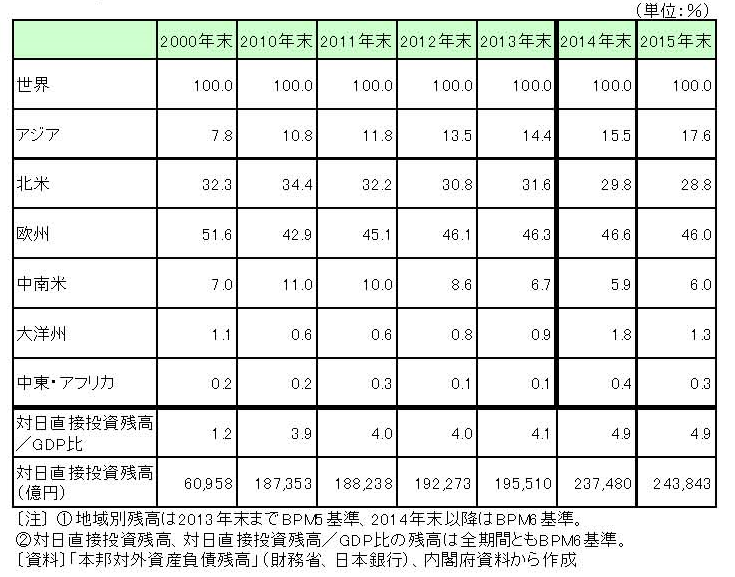 （単位：％）
2000年末 2010年末 2011年末 2012年末 2013年末 2014年末 2015年末
世界 100.0 100.0 100.0 100.0 100.0 100.0 100.0
アジア 7.8 10.8 11.8 13.5 14.4 15.5 17.6
北米 32.3 34.4 32.2 30.8 31.6 29.8 28.8
欧州 51.6 42.9 45.1 46.1 46.3 46.6 46.0
中南米 7.0 11.0 10.0 8.6 6.7 5.9 6.0
大洋州 1.1 0.6 0.6 0.8 0.9 1.8 1.3
中東・アフリカ 0.2 0.2 0.3 0.1 0.1 0.4 0.3
対日直接投資残高
／GDP比 1.2 3.9 4.0 4.0 4.1 4.9 4.9
対日直接投資残高
（億円） 60,958 187,353 188,238 192,273 195,510 237,480 243,843
〔注〕 ①地域別残高は2013年末までBPM5基準、2014年末以降はBPM6基準。
②対日直接投資残高、対日直接投資残高／GDP比の残高は全期間ともBPM6基準。
〔資料〕「本邦対外資産負債残高」（財務省、日本銀行）、内閣府資料から作成